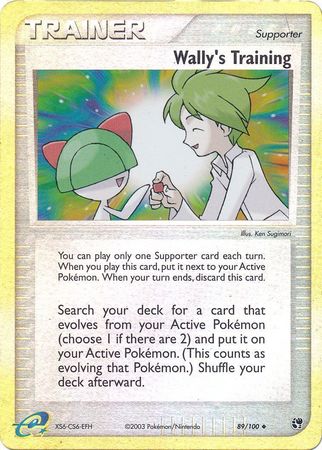 TRAINER
Supporter
Wally's Training
Illus. Ken Sugimori
You can play only one Supporter card each turn.
When you play this card, put it next to your Active
Pokémon. When your turn ends, discard this card.
Search your deck for a card that
evolves from your Active Pokémon
(choose 1 if there are 2) and put it on
your Active Pokémon. (This counts as
evolving that Pokémon.) Shuffle your
deck afterward.
e XS6-CS6-EFH ©2003 Pokémon/Nintendo 89/100 ◆